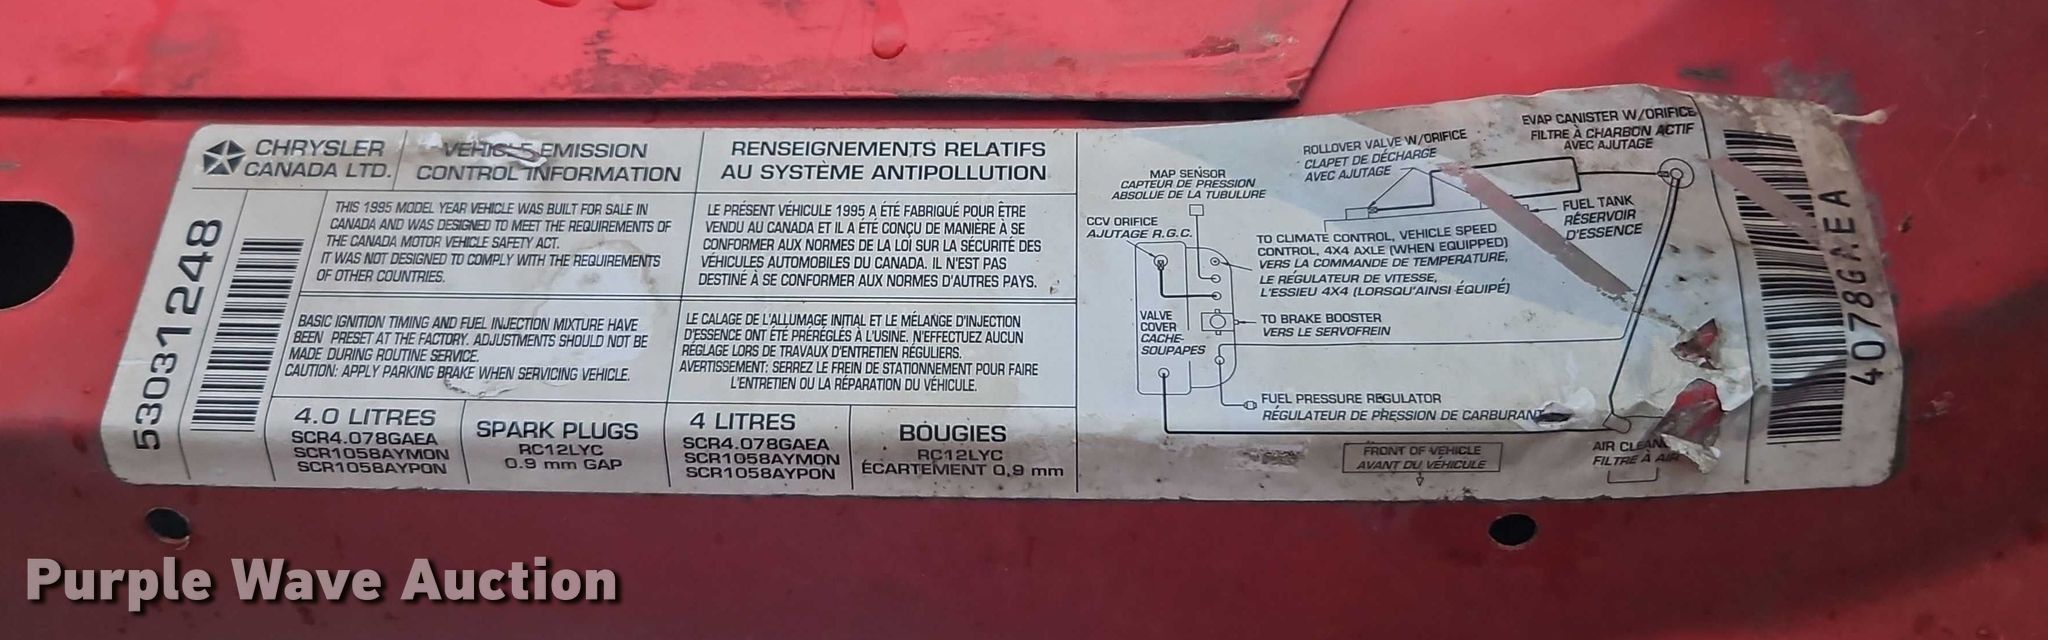 CHRYSLER
CANADA LTD.
VEHICLE EMISSION
CONTROL INFORMATION
RENSEIGNEMENTS RELATIFS
AU SYSTÈME ANTIPOLLUTION
53031248
THIS 1995 MODEL YEAR VEHICLE WAS BUILT FOR SALE IN
CANADA AND WAS DESIGNED TO MEET THE REQUIREMENTS OF
THE CANADA MOTOR VEHICLE SAFETY ACT.
IT WAS NOT DESIGNED TO COMPLY WITH THE REQUIREMENTS
OF OTHER COUNTRIES.
LE PRÉSENT VÉHICULE 1995 A ÉTÉ FABRIQUÉ POUR ÊTRE
VENDU AU CANADA ET IL A ÉTÉ CONÇU DE MANIÈRE À SE
CONFORMER AUX NORMES DE LA LOI SUR LA SÉCURITÉ DES
VÉHICULES AUTOMOBILES DU CANADA. IL N'EST PAS
DESTINÉ À SE CONFORMER AUX NORMES D'AUTRES PAYS.
BASIC IGNITION TIMING AND FUEL INJECTION MIXTURE HAVE
BEEN PRESET AT THE FACTORY. ADJUSTMENTS SHOULD NOT BE
MADE DURING ROUTINE SERVICE.
CAUTION: APPLY PARKING BRAKE WHEN SERVICING VEHICLE.
LE CALAGE DE L'ALLUMAGE INITIAL ET LE MÉLANGE D'INJECTION
D'ESSENCE ONT ÉTÉ PRÉRÉGLÉS À L'USINE. N'EFFECTUEZ AUCUN
RÉGLAGE LORS DE TRAVAUX D'ENTRETIEN RÉGULIERS.
AVERTISSEMENT: SERREZ LE FREIN DE STATIONNEMENT POUR FAIRE
L'ENTRETIEN OU LA RÉPARATION DU VÉHICULE.
4.0 LITRES
SCR4.078GAEA
SCR1058AYMON
SCR1058AYPON
SPARK PLUGS
RC12LYC
0.9 mm GAP
4 LITRES
SCR4.078GAEA
SCR1058AYMON
SCR1058AYPON
BOUGIES
RC12LYC
ÉCARTEMENT 0,9 mm
EVAP CANISTER W/ORIFICE
FILTRE À CHARBON ACTIF
AVEC AJUTAGE
ROLLOVER VALVE W/ORIFICE
CLAPET DE DÉCHARGE
AVEC AJUTAGE
MAP SENSOR
CAPTEUR DE PRESSION
ABSOLUE DE LA TUBULURE
FUEL TANK
RÉSERVOIR
D'ESSENCE
CCV ORIFICE
AJUTAGE R.G.C.
TO CLIMATE CONTROL, VEHICLE SPEED
CONTROL, 4X4 AXLE (WHEN EQUIPPED)
VERS LA COMMANDE DE TEMPÉRATURE,
LE RÉGULATEUR DE VITESSE,
L'ESSIEU 4X4 (LORSQU'AINSI ÉQUIPÉ)
VALVE
COVER
CACHE-
SOUPAPES
TO BRAKE BOOSTER
VERS LE SERVOFREIN
FUEL PRESSURE REGULATOR
RÉGULATEUR DE PRESSION DE CARBURANT
FRONT OF VEHICLE
AVANT DU VÉHICULE
AIR
FILTRE À AIR
4078GAEA
Purple Wave Auction